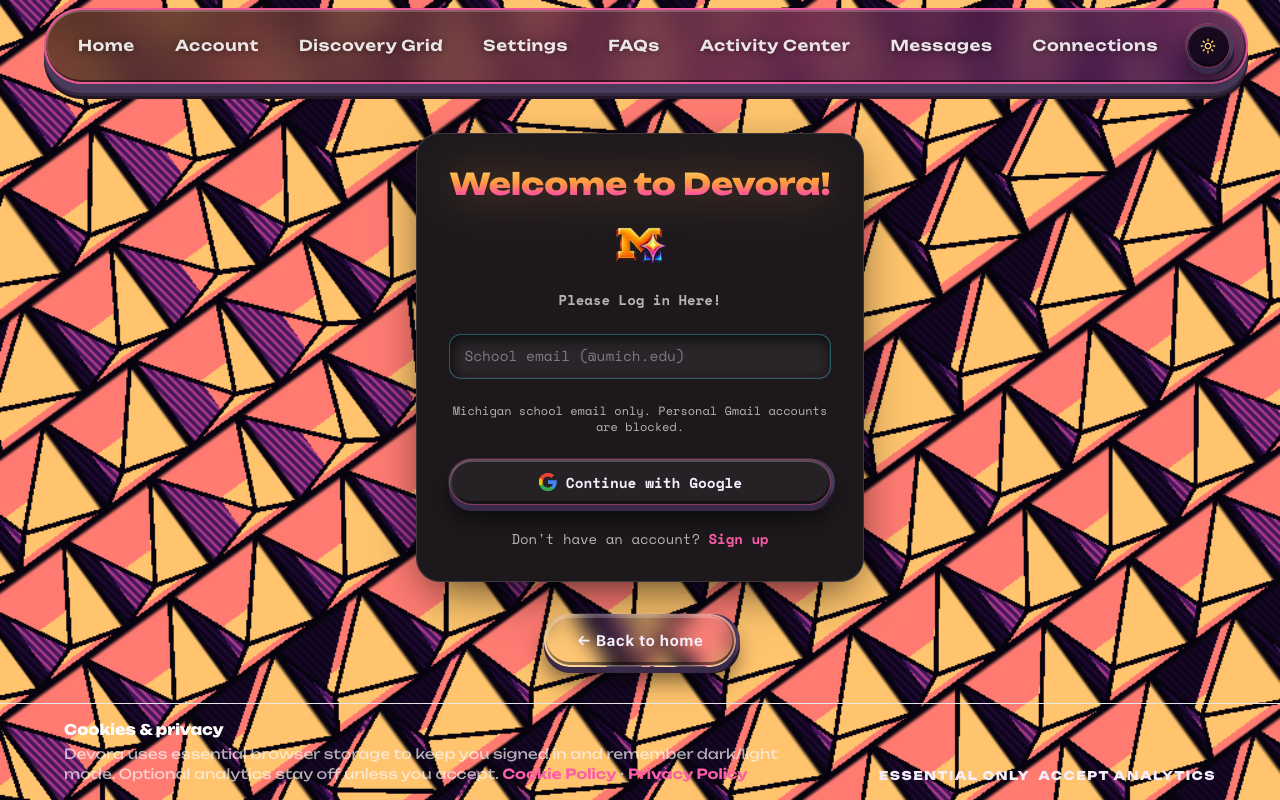 Home Account Discovery Grid Settings FAQs Activity Center Messages Connections
Welcome to Devora!
M
Please Log in Here!
School email (@umich.edu)
Michigan school email only. Personal Gmail accounts
are blocked.
Continue with Google
Don't have an account? Sign up
← Back to home
Cookies & privacy
Devora uses essential browser storage to keep you signed in and remember dark/light
mode. Optional analytics stay off unless you accept. Cookie Policy · Privacy Policy
ESSENTIAL ONLY ACCEPT ANALYTICS